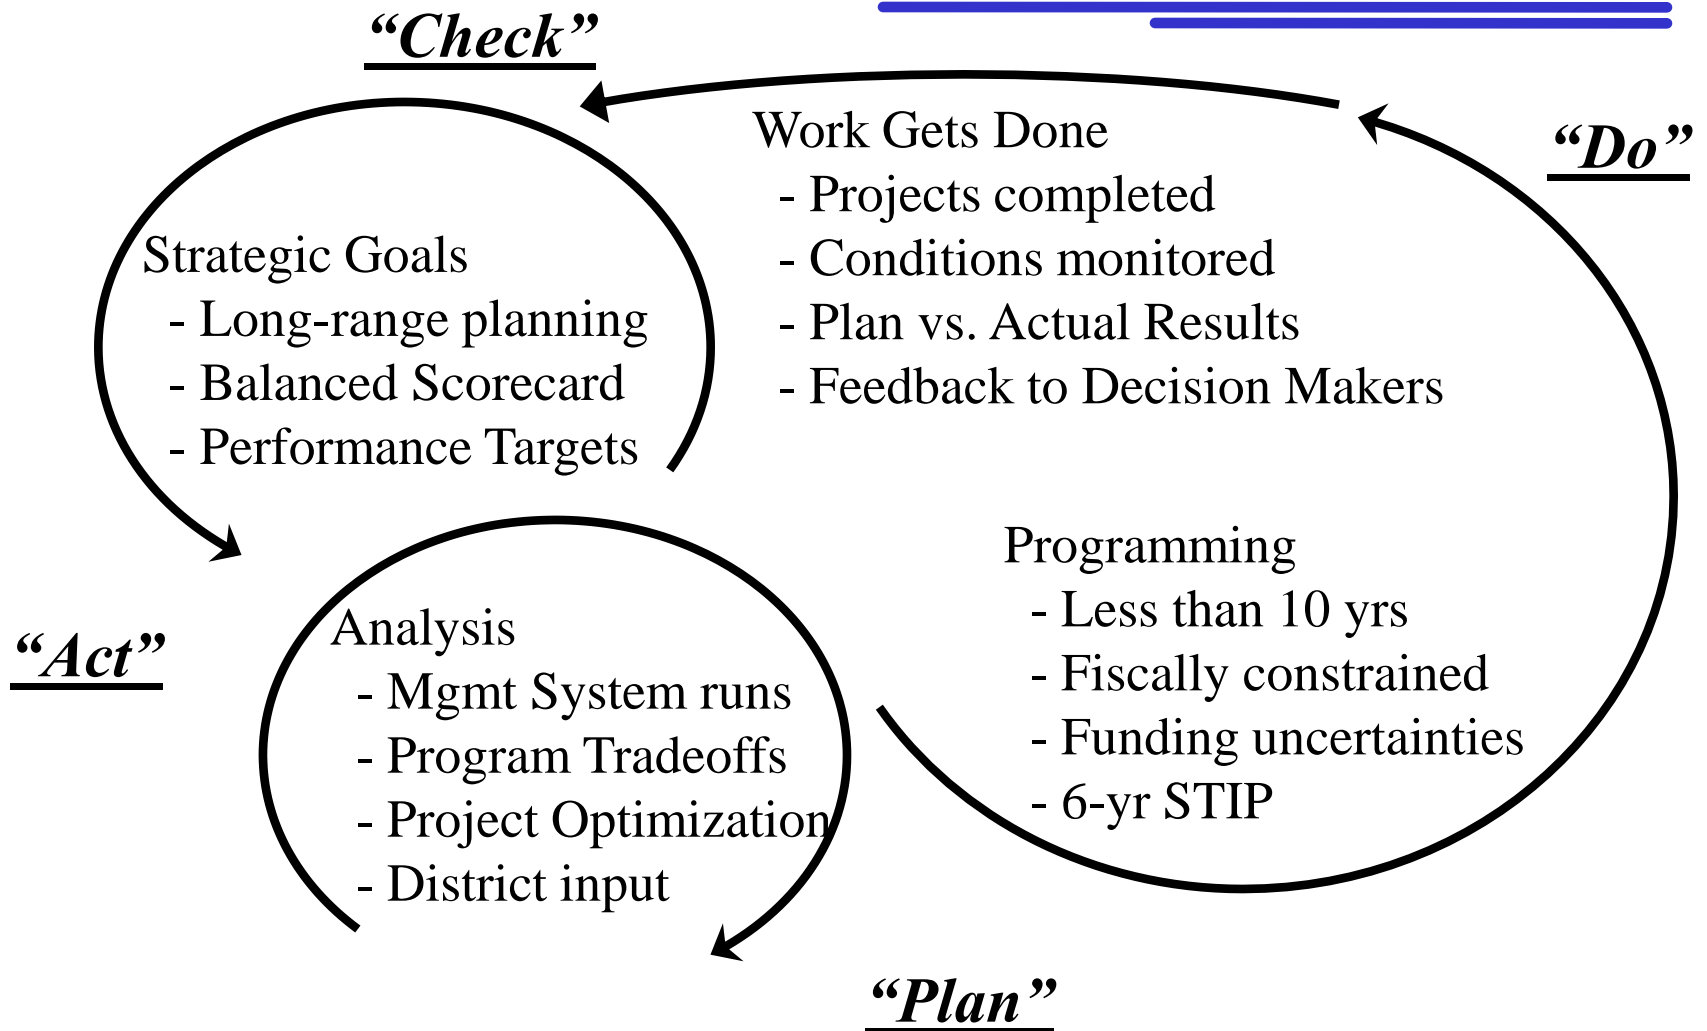 “Check”
“Do”
Work Gets Done
- Projects completed
- Conditions monitored
- Plan vs. Actual Results
- Feedback to Decision Makers
Strategic Goals
- Long-range planning
- Balanced Scorecard
- Performance Targets
“Act”
Analysis
- Mgmt System runs
- Program Tradeoffs
- Project Optimization
- District input
Programming
- Less than 10 yrs
- Fiscally constrained
- Funding uncertainties
- 6-yr STIP
“Plan”